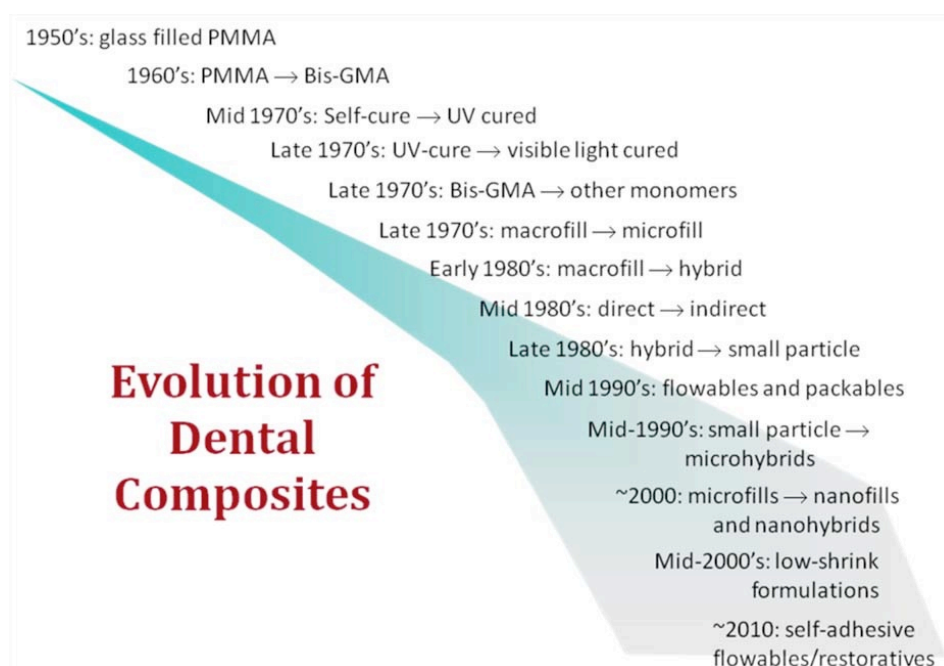 1950's: glass filled PMMA
1960's: PMMA → Bis-GMA
Mid 1970's: Self-cure → UV cured
Late 1970's: UV-cure → visible light cured
Late 1970's: Bis-GMA → other monomers
Late 1970's: macrofill → microfill
Early 1980's: macrofill → hybrid
Mid 1980's: direct → indirect
Late 1980's: hybrid → small particle
Mid 1990's: flowables and packables
Mid-1990's: small particle →
microhybrids
~2000: microfills → nanofills
and nanohybrids
Mid-2000's: low-shrink
formulations
~2010: self-adhesive
flowables/restoratives
Evolution of
Dental
Composites